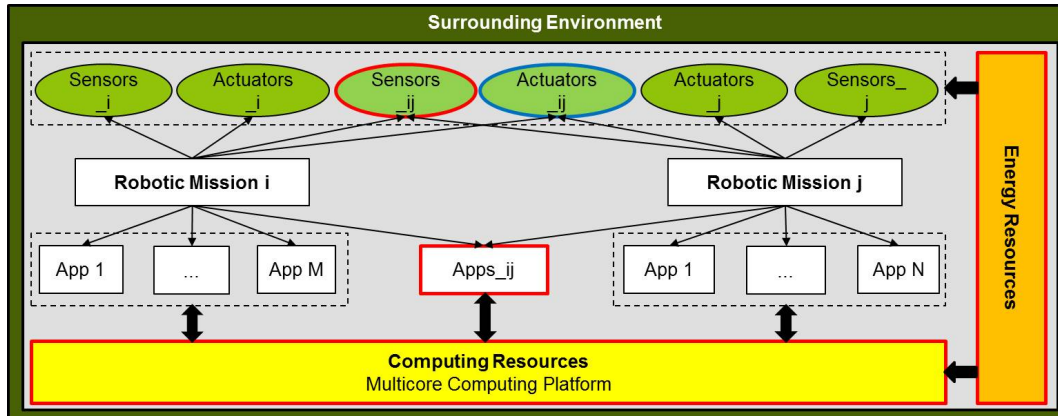 Surrounding Environment
Sensors
_i
Actuators
_i
Sensors
_ij
Actuators
_ij
Actuators
_j
Sensors_
j
Energy Resources
Robotic Mission i
Robotic Mission j
App 1
...
App M
Apps_ij
App 1
...
App N
Computing Resources
Multicore Computing Platform